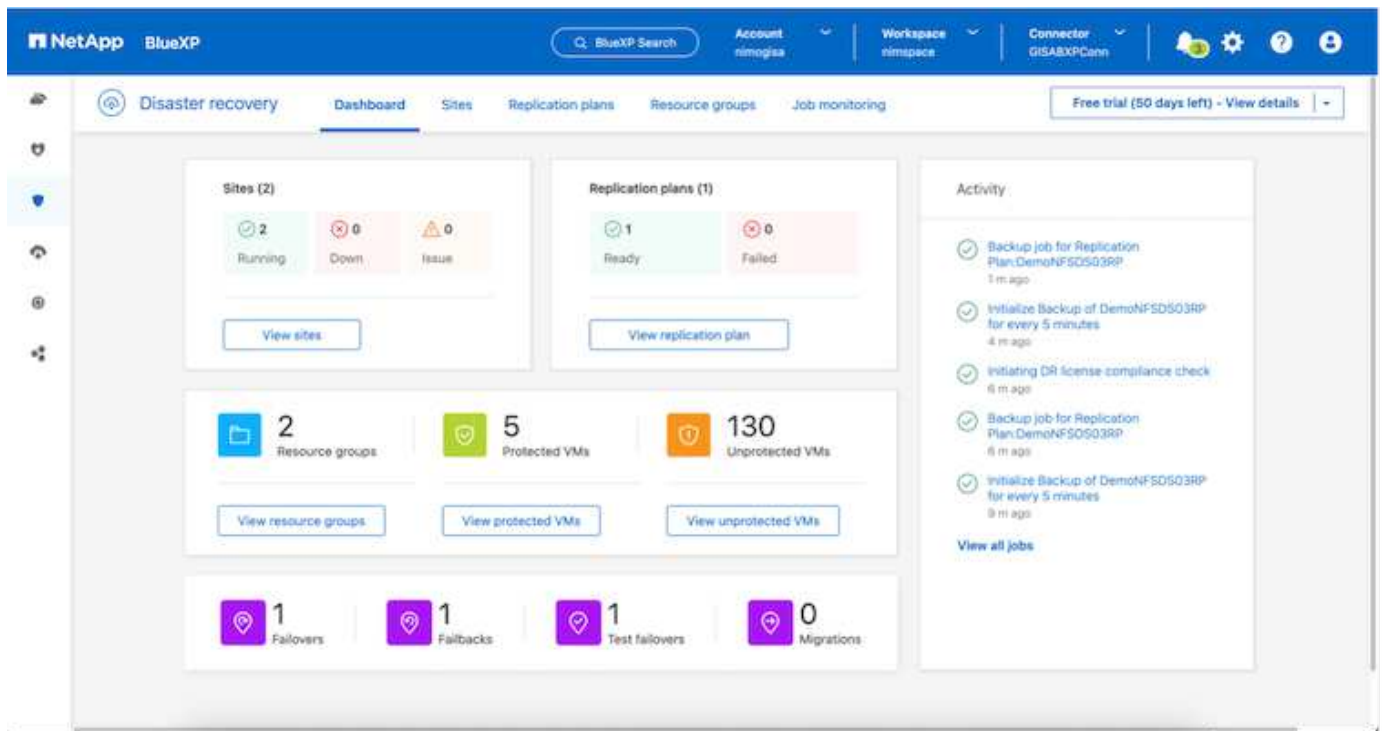 NetApp BlueXP
BlueXP Search
Account
nimogisa
Workspace
nimspace
Connector
GISABXPConn
Disaster recovery
Dashboard
Sites
Replication plans
Resource groups
Job monitoring
Free trial (50 days left) - View details
Sites (2)
2
Running
0
Down
0
Issue
View sites
Replication plans (1)
1
Ready
0
Failed
View replication plan
2
Resource groups
5
Protected VMs
130
Unprotected VMs
View resource groups
View protected VMs
View unprotected VMs
1
Failovers
1
Failbacks
1
Test failovers
0
Migrations
Activity
Backup job for Replication
Plan:DemoNFSDS03RP
1 m ago
Initialize Backup of DemoNFSDS03RP
for every 5 minutes
4 m ago
Initiating DR license compliance check
6 m ago
Backup job for Replication
Plan:DemoNFSDS03RP
6 m ago
Initialize Backup of DemoNFSDS03RP
for every 5 minutes
9 m ago
View all jobs